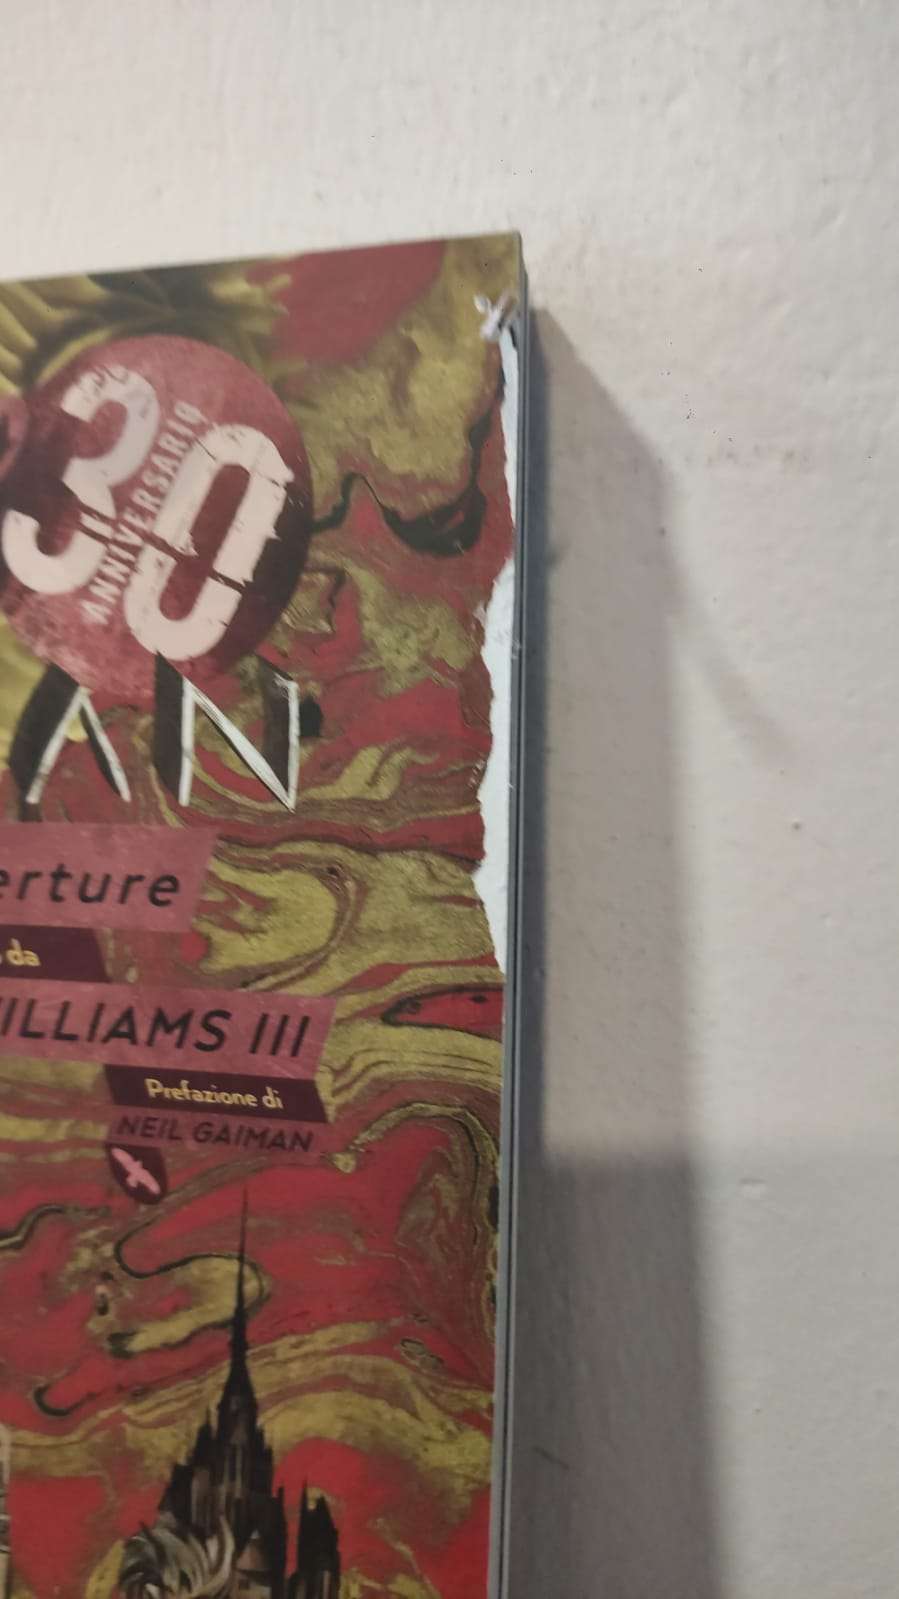 30
ANNIVERSARIO
AN
erture
da
ILLIAMS III
Prefazione di
NEIL GAIMAN